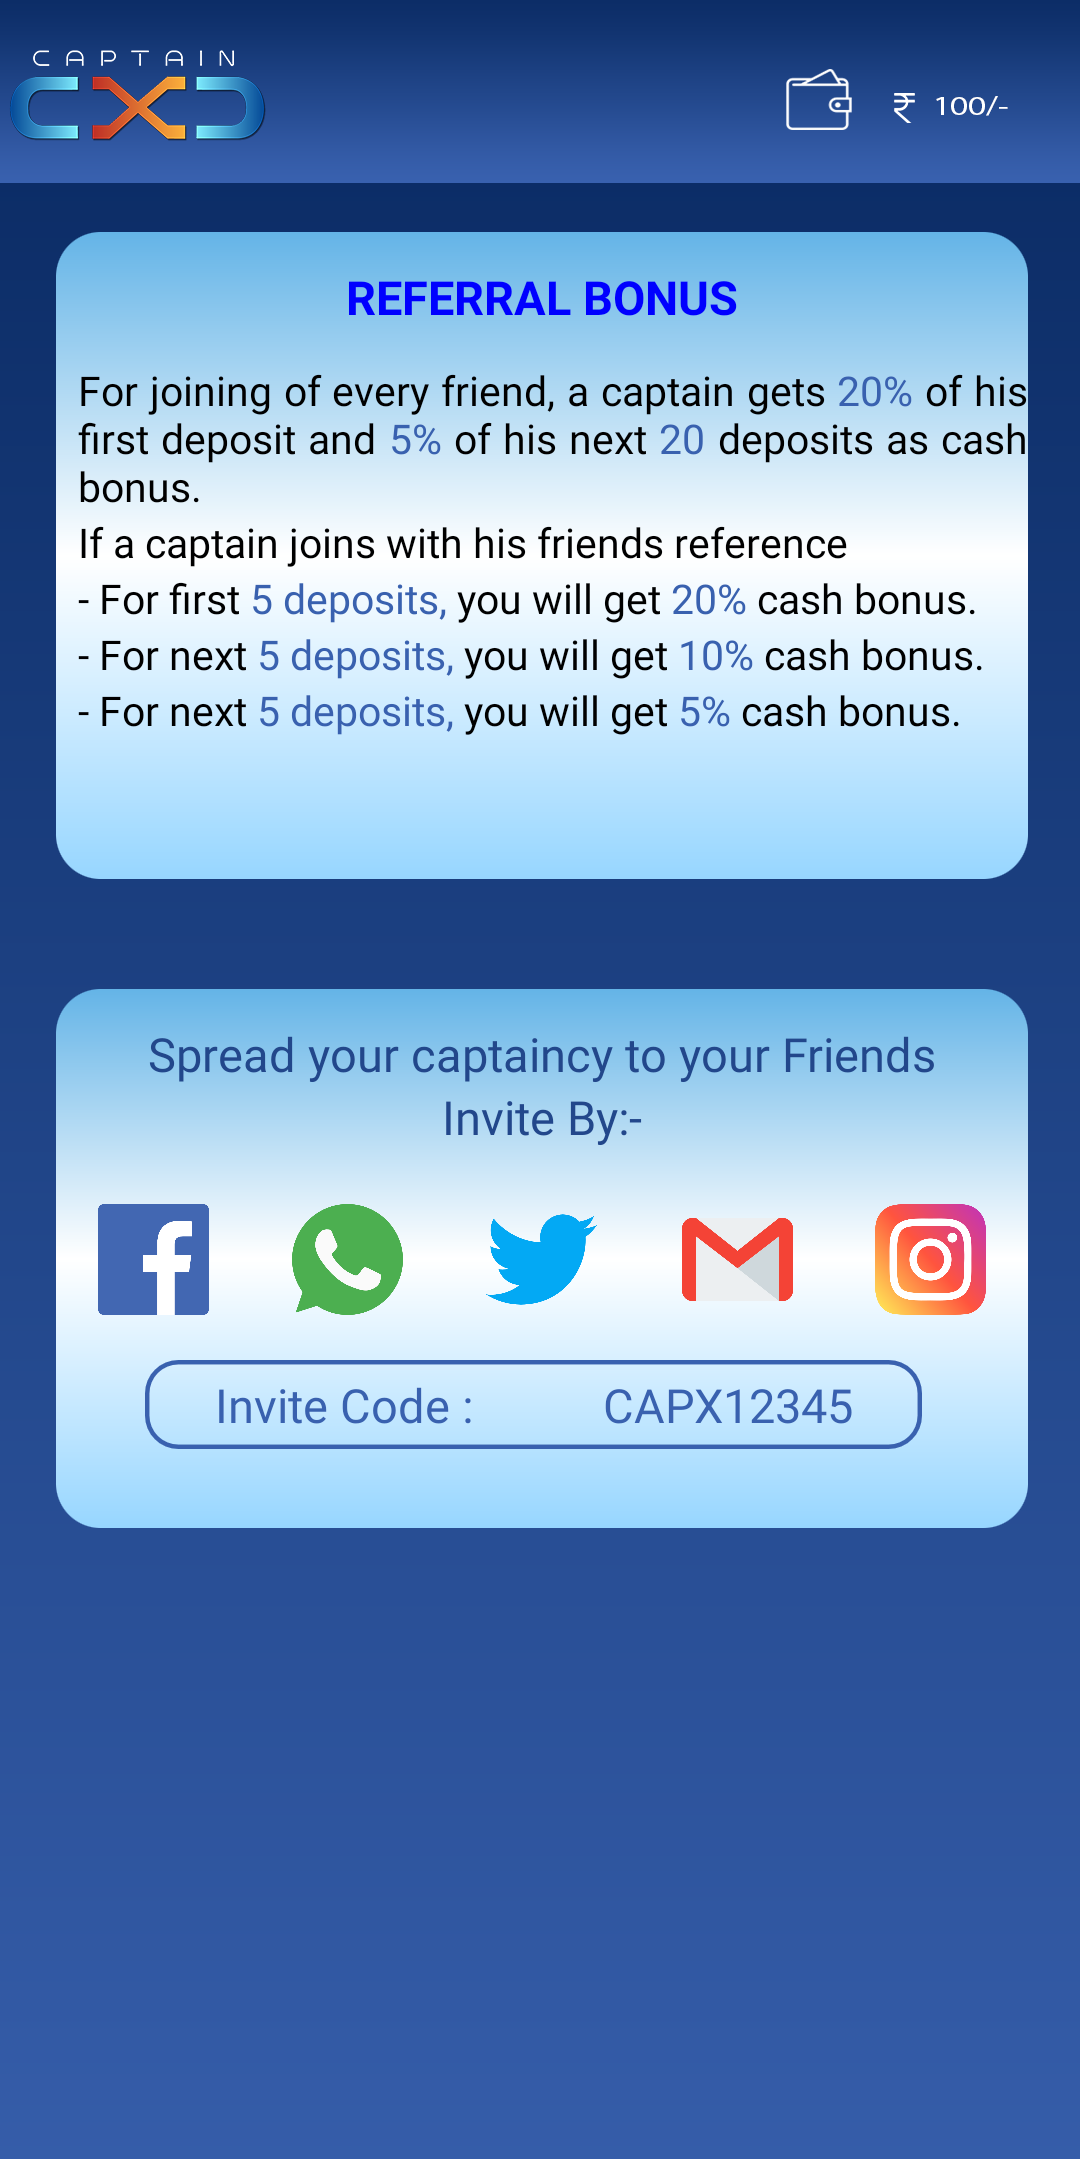 CAPTAIN
CXD
₹ 100/-
REFERRAL BONUS
For joining of every friend, a captain gets 20% of his
first deposit and 5% of his next 20 deposits as cash
bonus.
If a captain joins with his friends reference
- For first 5 deposits, you will get 20% cash bonus.
- For next 5 deposits, you will get 10% cash bonus.
- For next 5 deposits, you will get 5% cash bonus.
Spread your captaincy to your Friends
Invite By:-
Invite Code : CAPX12345